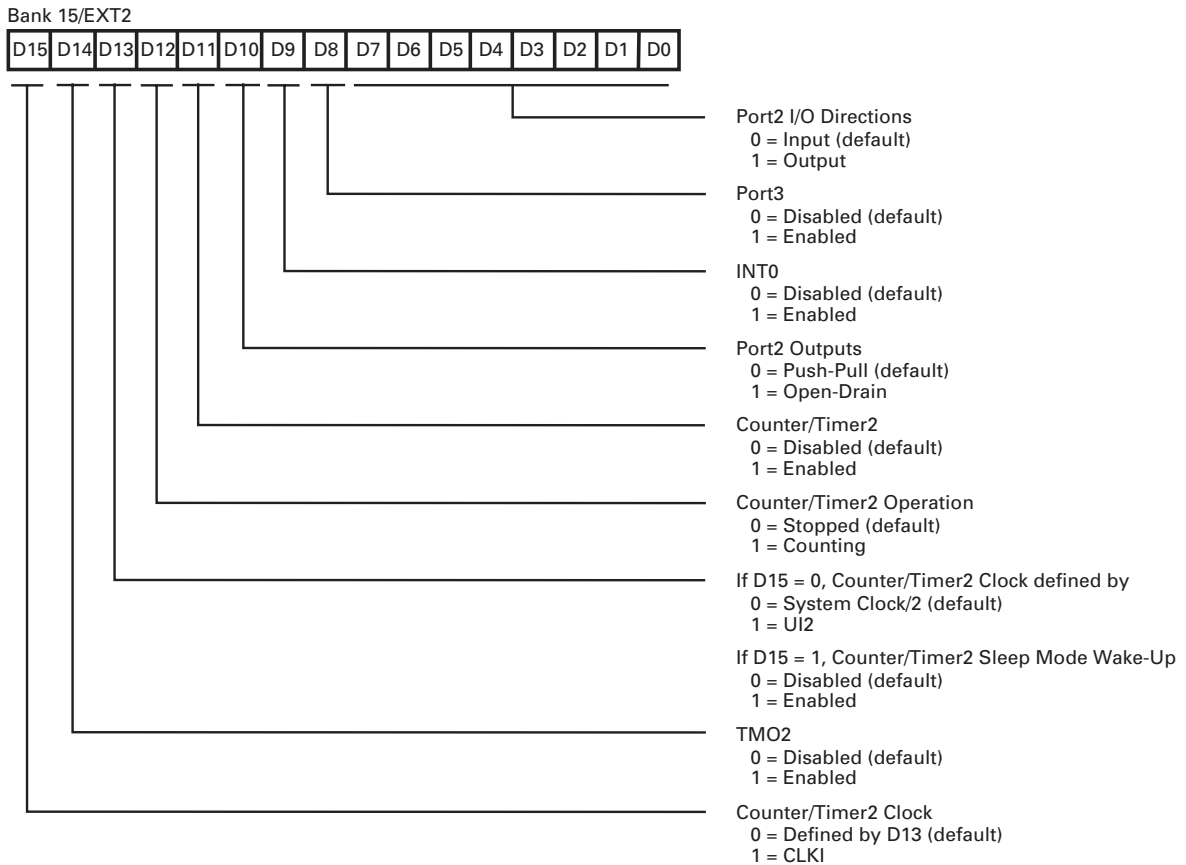 Bank 15/EXT2
D15 D14 D13 D12 D11 D10 D9 D8 D7 D6 D5 D4 D3 D2 D1 D0
Port2 I/O Directions
0 = Input (default)
1 = Output
Port3
0 = Disabled (default)
1 = Enabled
INT0
0 = Disabled (default)
1 = Enabled
Port2 Outputs
0 = Push-Pull (default)
1 = Open-Drain
Counter/Timer2
0 = Disabled (default)
1 = Enabled
Counter/Timer2 Operation
0 = Stopped (default)
1 = Counting
If D15 = 0, Counter/Timer2 Clock defined by
0 = System Clock/2 (default)
1 = UI2
If D15 = 1, Counter/Timer2 Sleep Mode Wake-Up
0 = Disabled (default)
1 = Enabled
TMO2
0 = Disabled (default)
1 = Enabled
Counter/Timer2 Clock
0 = Defined by D13 (default)
1 = CLKI